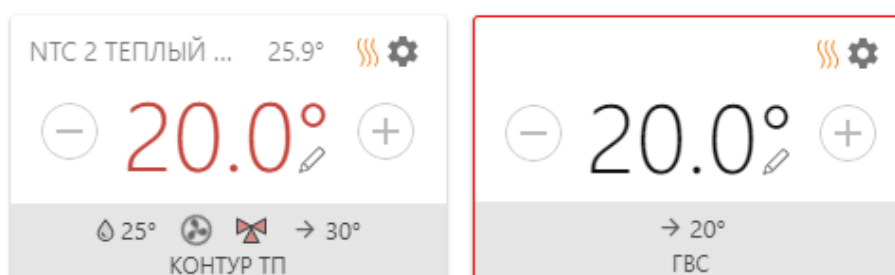 NTC 2 ТЕПЛЫЙ ... 25.9°
20.0°
25° → 30°
КОНТУР ТП
20.0°
→ 20°
ГВС